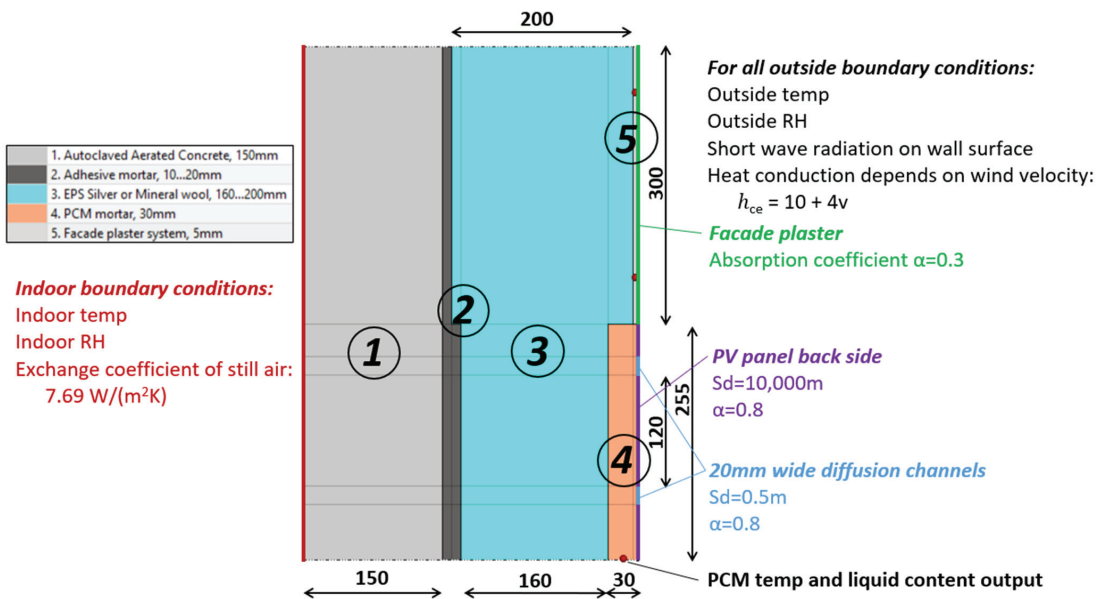 200
For all outside boundary conditions:
Outside temp
Outside RH
Short wave radiation on wall surface
Heat conduction depends on wind velocity:
h_ce = 10 + 4v
5
300
1. Autoclaved Aerated Concrete, 150mm
2. Adhesive mortar, 10...20mm
3. EPS Silver or Mineral wool, 160...200mm
4. PCM mortar, 30mm
5. Facade plaster system, 5mm
Facade plaster
Absorption coefficient α=0.3
Indoor boundary conditions:
Indoor temp
Indoor RH
Exchange coefficient of still air:
7.69 W/(m²K)
2
1
3
PV panel back side
Sd=10,000m
α=0.8
255
120
4
20mm wide diffusion channels
Sd=0.5m
α=0.8
150
160
30
PCM temp and liquid content output